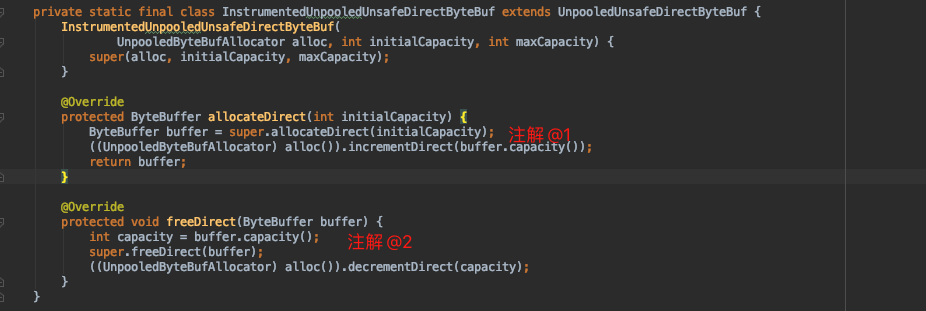 private static final class InstrumentedUnpooledUnsafeDirectByteBuf extends UnpooledUnsafeDirectByteBuf {
InstrumentedUnpooledUnsafeDirectByteBuf(
UnpooledByteBufAllocator alloc, int initialCapacity, int maxCapacity) {
super(alloc, initialCapacity, maxCapacity);
}
@Override
protected ByteBuffer allocateDirect(int initialCapacity) {
ByteBuffer buffer = super.allocateDirect(initialCapacity); 注解@1
((UnpooledByteBufAllocator) alloc()).incrementDirect(buffer.capacity());
return buffer;
}
@Override
protected void freeDirect(ByteBuffer buffer) {
int capacity = buffer.capacity(); 注解@2
super.freeDirect(buffer);
((UnpooledByteBufAllocator) alloc()).decrementDirect(capacity);
}
}